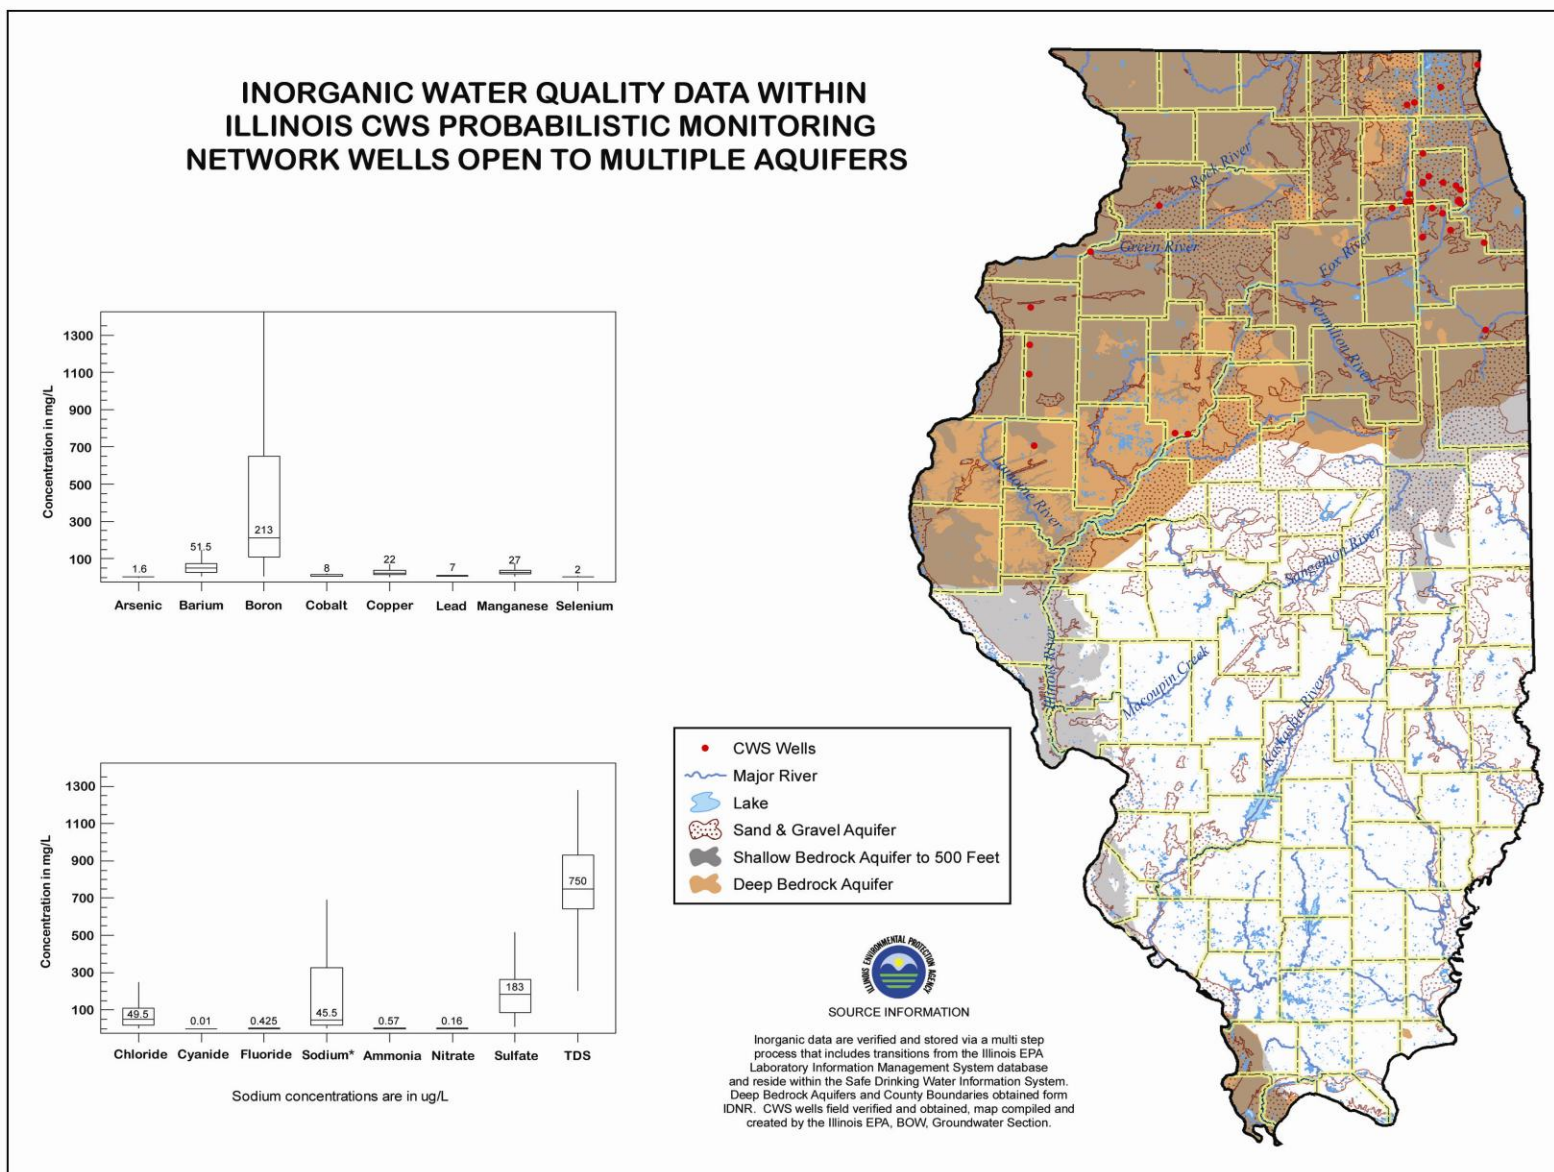 INORGANIC WATER QUALITY DATA WITHIN
ILLINOIS CWS PROBABILISTIC MONITORING
NETWORK WELLS OPEN TO MULTIPLE AQUIFERS
Concentration in mg/L
1300
1100
900
700
500
300
100
1.6
51.5
213
8
22
7
27
2
Arsenic
Barium
Boron
Cobalt
Copper
Lead
Manganese
Selenium
Concentration in mg/L
1300
1100
900
700
500
300
100
49.5
0.01
0.425
45.5
0.57
0.16
183
750
Chloride
Cyanide
Fluoride
Sodium*
Ammonia
Nitrate
Sulfate
TDS
Sodium concentrations are in ug/L
CWS Wells
Major River
Lake
Sand & Gravel Aquifer
Shallow Bedrock Aquifer to 500 Feet
Deep Bedrock Aquifer
ILLINOIS ENVIRONMENTAL PROTECTION AGENCY
SOURCE INFORMATION
Inorganic data are verified and stored via a multi step
process that includes transitions from the Illinois EPA
Laboratory Information Management System database
and reside within the Safe Drinking Water Information System.
Deep Bedrock Aquifers and County Boundaries obtained form
IDNR. CWS wells field verified and obtained, map compiled and
created by the Illinois EPA, BOW, Groundwater Section.
Rock River
Green River
Fox River
Vermilion River
LaMoine River
Sangamon River
Illinois River
Macoupin Creek
Kaskaskia River